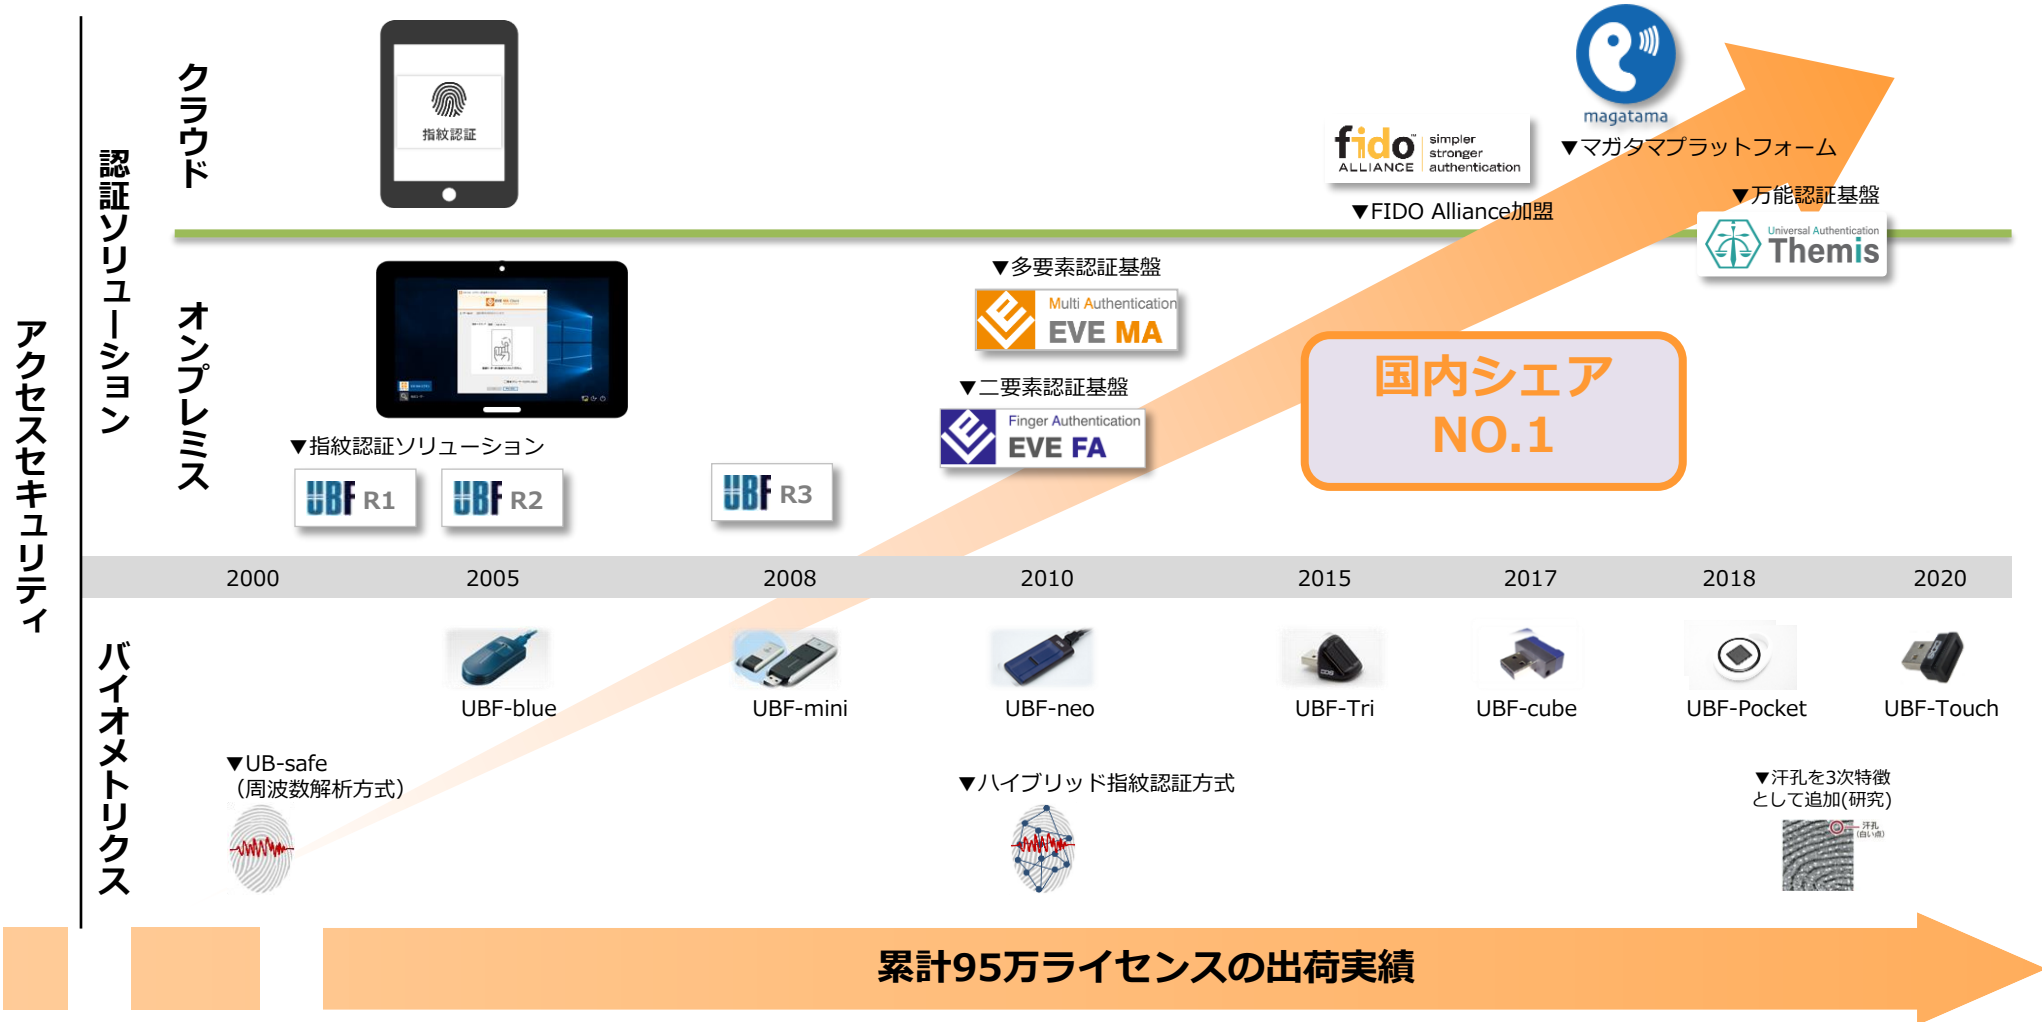 アクセスセキュリティ
認証ソリューション
クラウド
指紋認証
fido
ALLIANCE
simpler
stronger
authentication
▼FIDO Alliance加盟
magatama
▼マガタマプラットフォーム
▼万能認証基盤
Universal Authentication
Themis
オンプレミス
▼指紋認証ソリューション
UBF R1
UBF R2
UBF R3
▼多要素認証基盤
Multi Authentication
EVE MA
▼二要素認証基盤
Finger Authentication
EVE FA
国内シェア
NO.1
2000
2005
2008
2010
2015
2017
2018
2020
バイオメトリクス
UBF-blue
UBF-mini
UBF-neo
UBF-Tri
UBF-cube
UBF-Pocket
UBF-Touch
▼UB-safe
（周波数解析方式）
▼ハイブリッド指紋認証方式
▼汗孔を3次特徴
として追加(研究)
汗孔
(白い点)
累計95万ライセンスの出荷実績